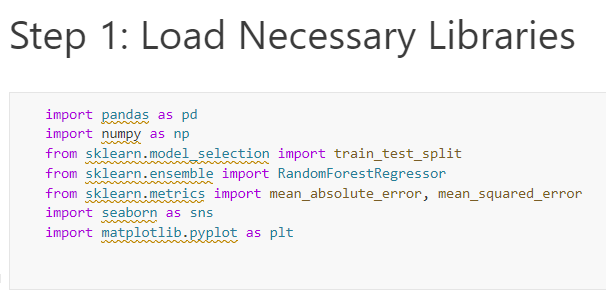 Step 1: Load Necessary Libraries
import pandas as pd
import numpy as np
from sklearn.model_selection import train_test_split
from sklearn.ensemble import RandomForestRegressor
from sklearn.metrics import mean_absolute_error, mean_squared_error
import seaborn as sns
import matplotlib.pyplot as plt